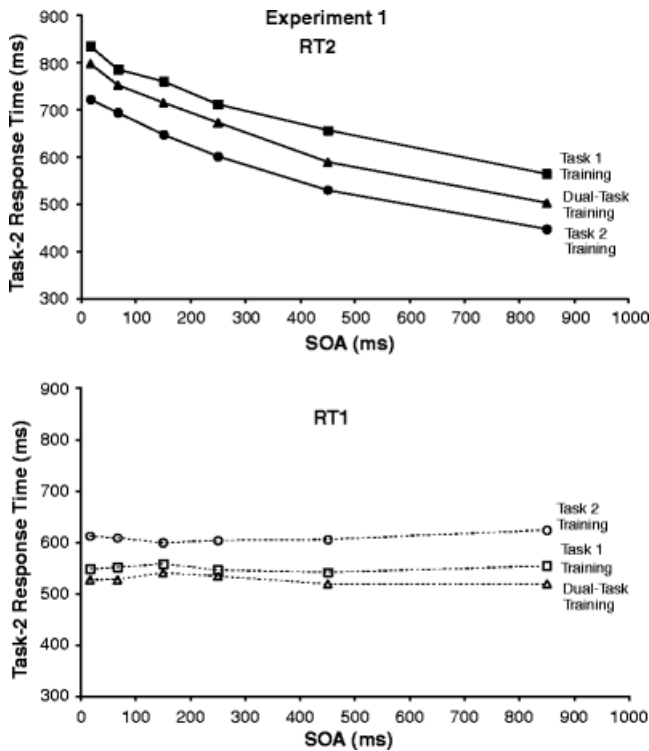 Experiment 1
RT2
Task-2 Response Time (ms)
900
800
700
600
500
400
300
Task 1
Training
Dual-Task
Training
Task 2
Training
0 100 200 300 400 500 600 700 800 900 1000
SOA (ms)
RT1
Task-2 Response Time (ms)
900
800
700
600
500
400
300
Task 2
Training
Task 1
Training
Dual-Task
Training
0 100 200 300 400 500 600 700 800 900 1000
SOA (ms)